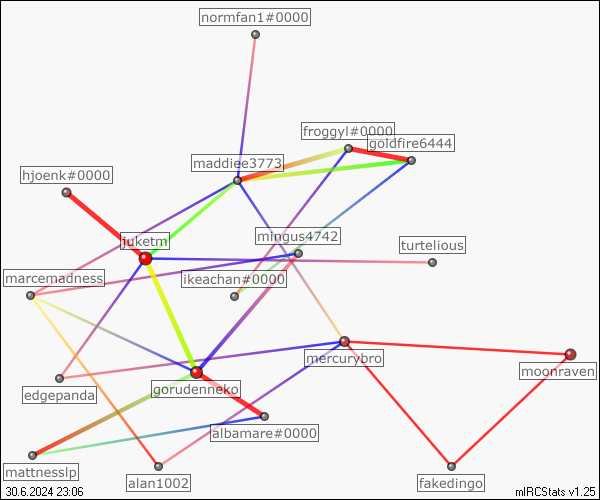 normfan1#0000
froggyl#0000
goldfire6444
maddiee3773
hjoenk#0000
juketm
mingus4742
turtelious
marcemadness
ikeachan#0000
mercurybro
moonraven
edgepanda
gorudenneko
albamare#0000
mattnesslp
alan1002
fakedingo
30.6.2024 23:06
mIRCStats v1.25